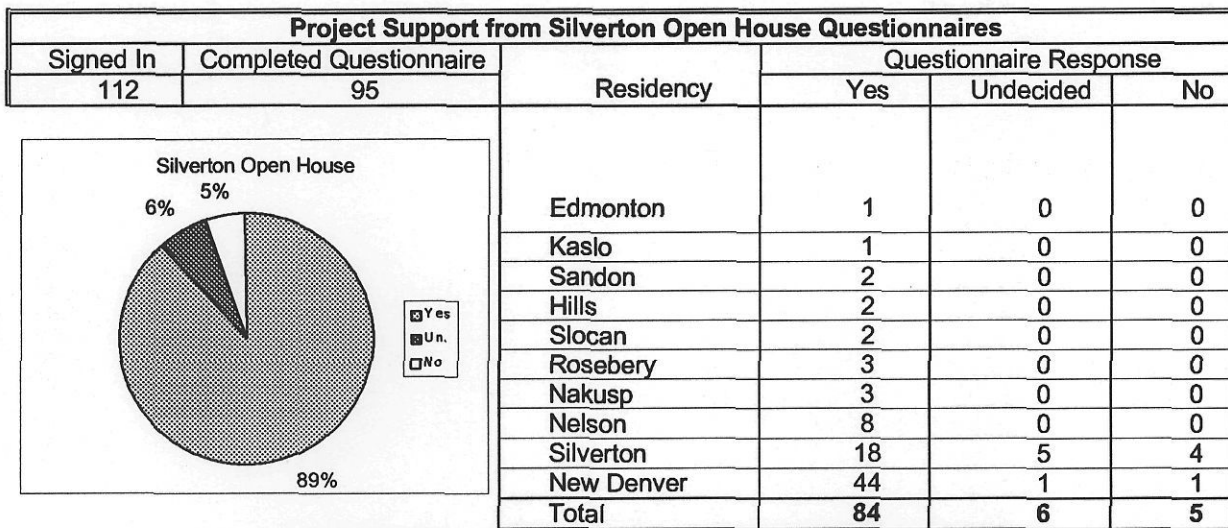 Project Support from Silverton Open House Questionnaires
Signed In Completed Questionnaire Residency Questionnaire Response
112 95 Yes Undecided No
Silverton Open House
5%
6%
89%
Yes
Un.
No
Edmonton 1 0 0
Kaslo 1 0 0
Sandon 2 0 0
Hills 2 0 0
Slocan 2 0 0
Rosebery 3 0 0
Nakusp 3 0 0
Nelson 8 0 0
Silverton 18 5 4
New Denver 44 1 1
Total 84 6 5